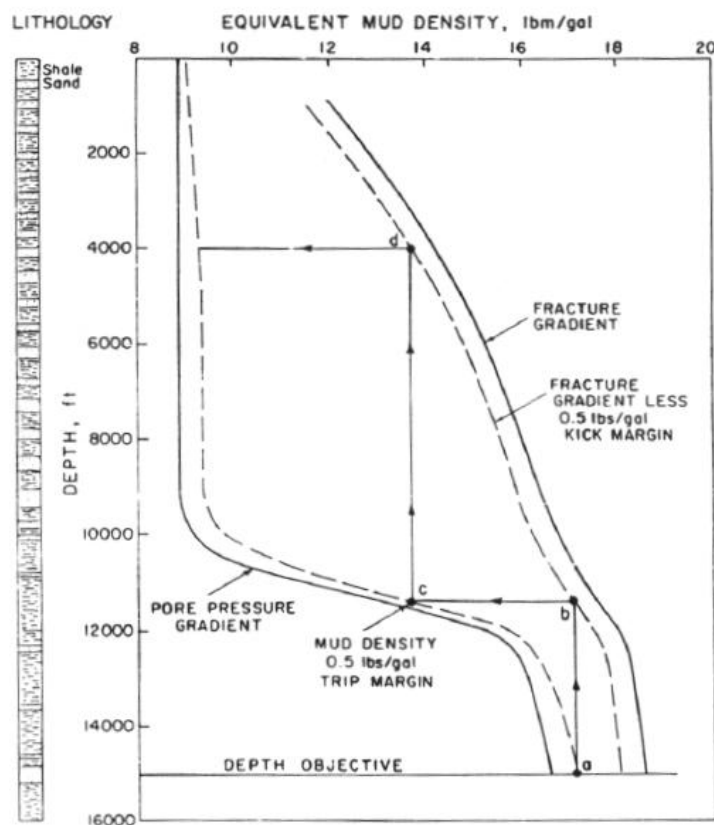 LITHOLOGY
EQUIVALENT MUD DENSITY, lbm/gal
8 10 12 14 16 18 20
Shale
Sand
2000
4000
d
6000
FRACTURE
GRADIENT
FRACTURE
GRADIENT LESS
0.5 lbs/gal
KICK MARGIN
8000
DEPTH, ft
10000
c
b
PORE PRESSURE
GRADIENT
12000
MUD DENSITY
0.5 lbs/gal
TRIP MARGIN
14000
DEPTH OBJECTIVE
a
16000